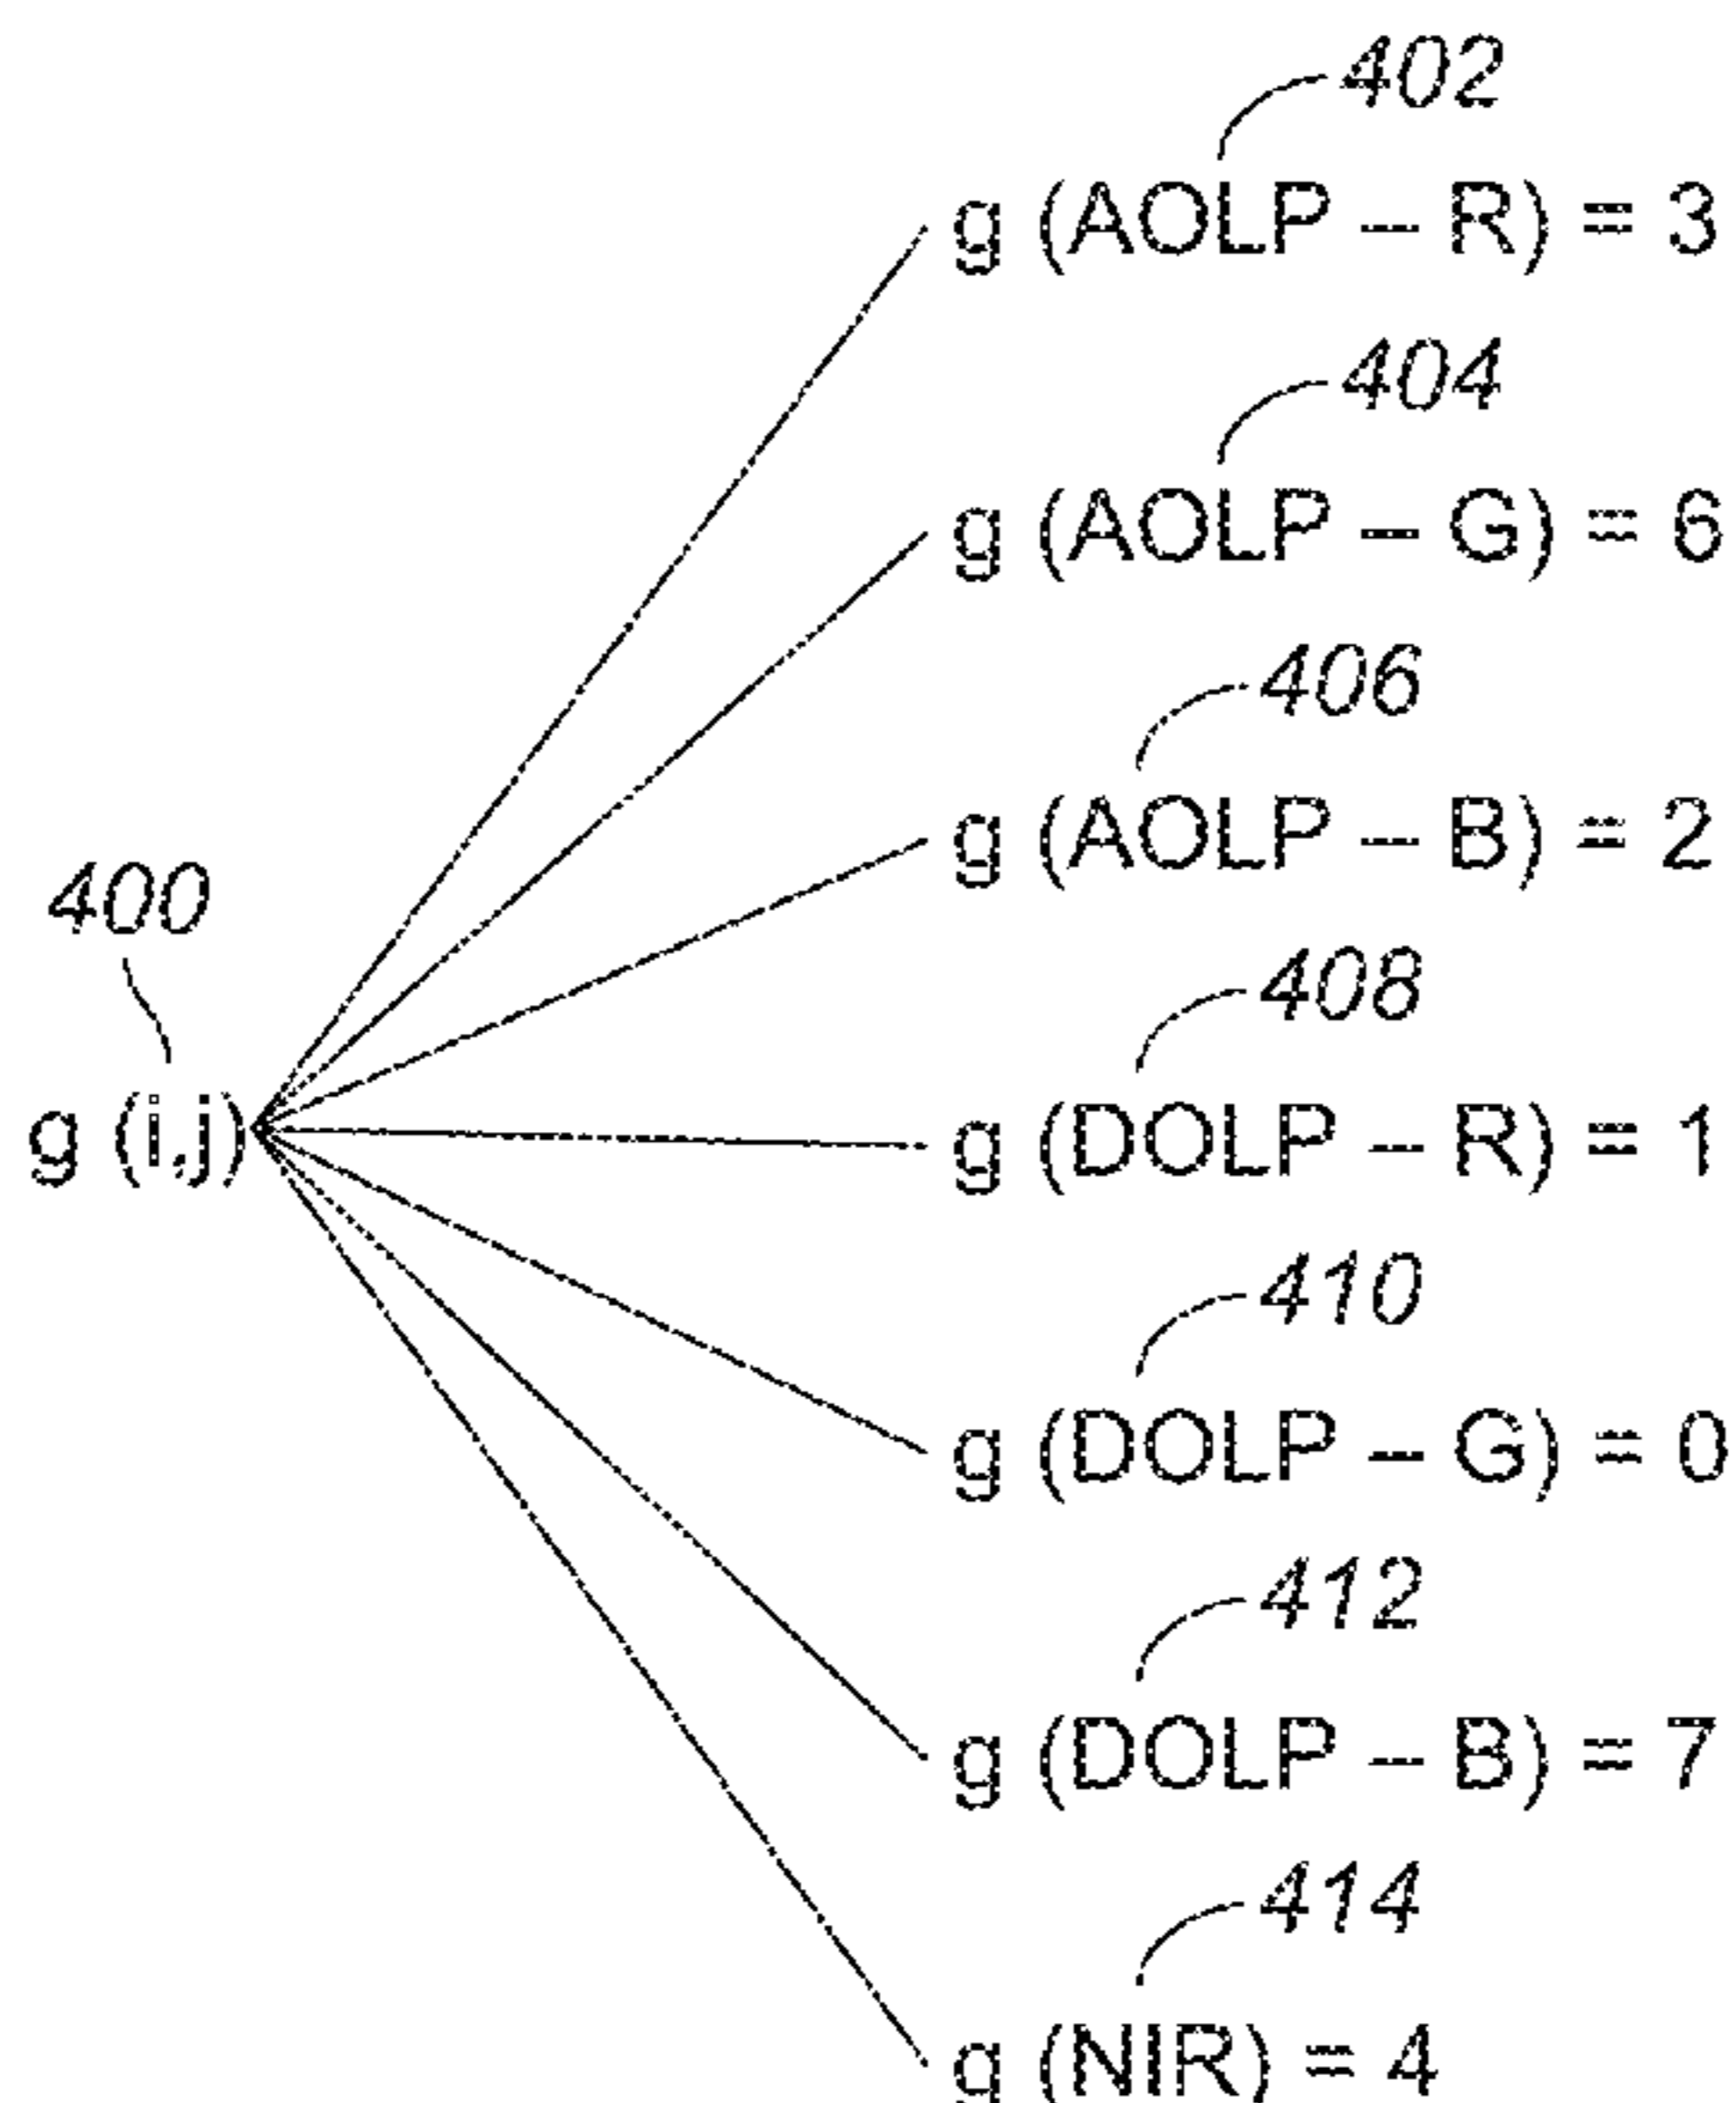 402
g (AOLP – R) = 3
404
g (AOLP – G) = 6
406
g (AOLP – B) = 2
400
408
g (i,j)
g (DOLP – R) = 1
410
g (DOLP – G) = 0
412
g (DOLP – B) = 7
414
g (NIR) = 4